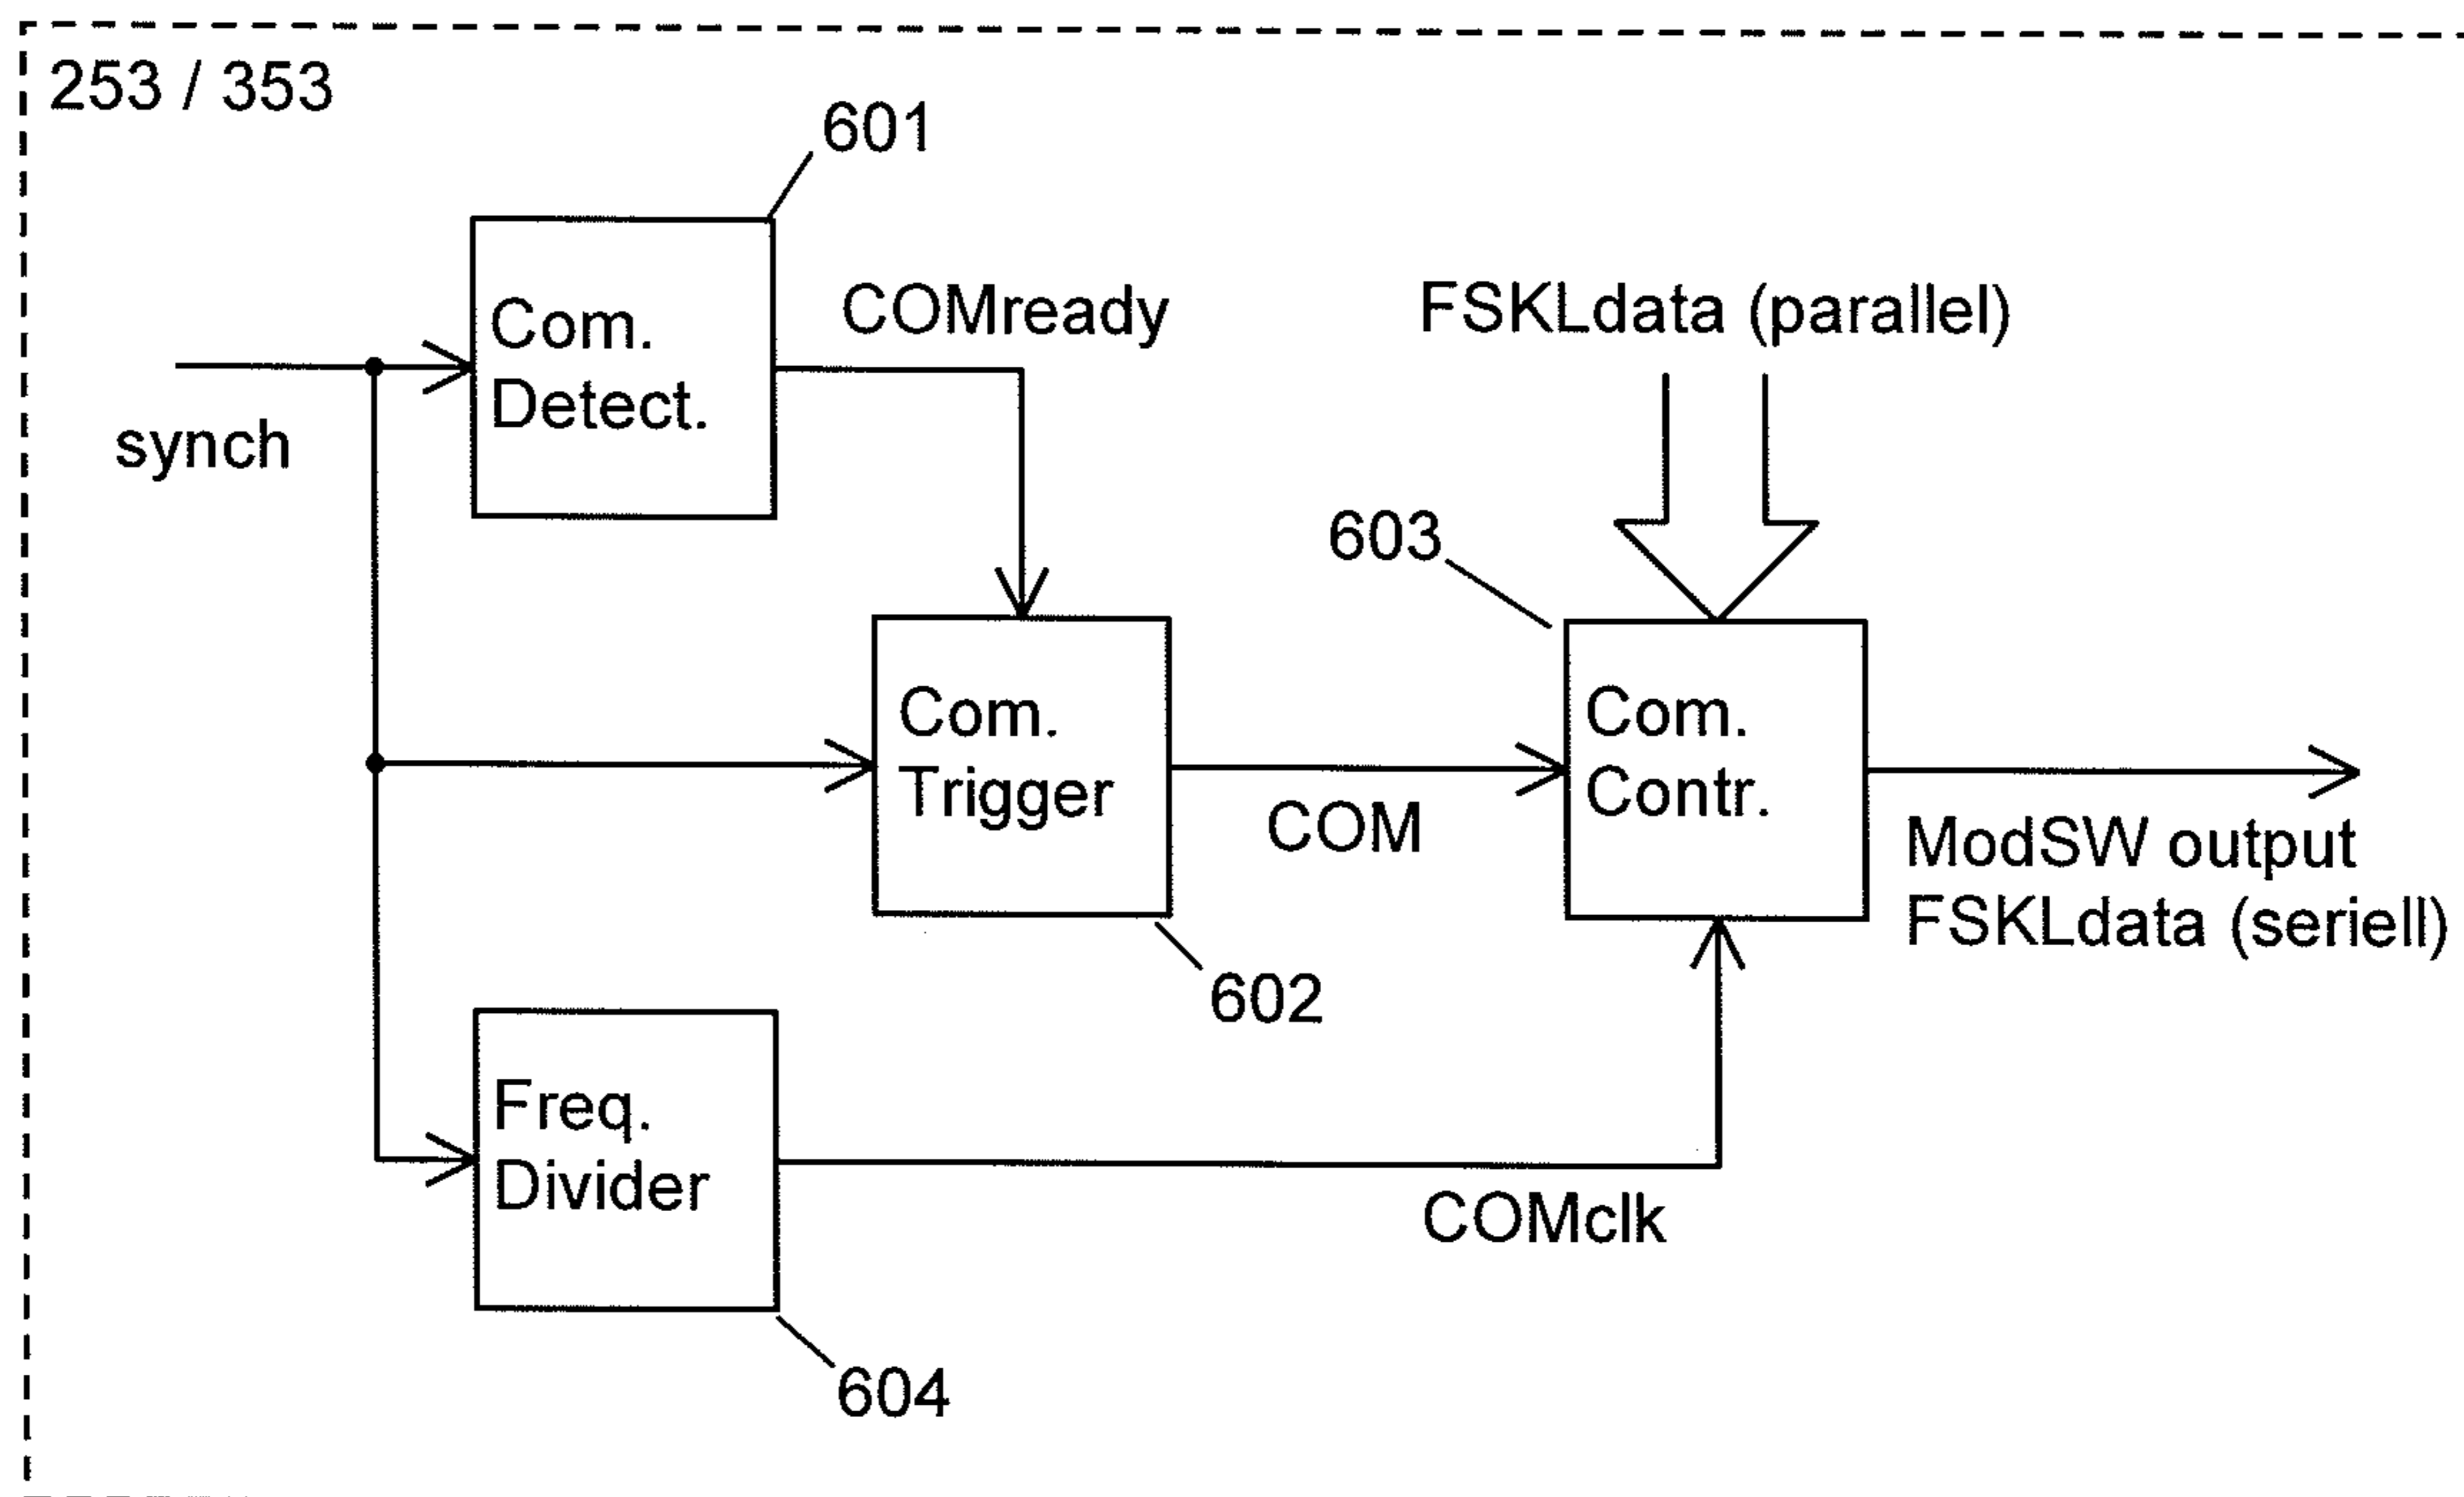 253 / 353
601
Com.
Detect.
COMready
FSKLdata (parallel)
synch
603
Com.
Trigger
COM
Com.
Contr.
ModSW output
FSKLdata (seriell)
602
Freq.
Divider
COMclk
604